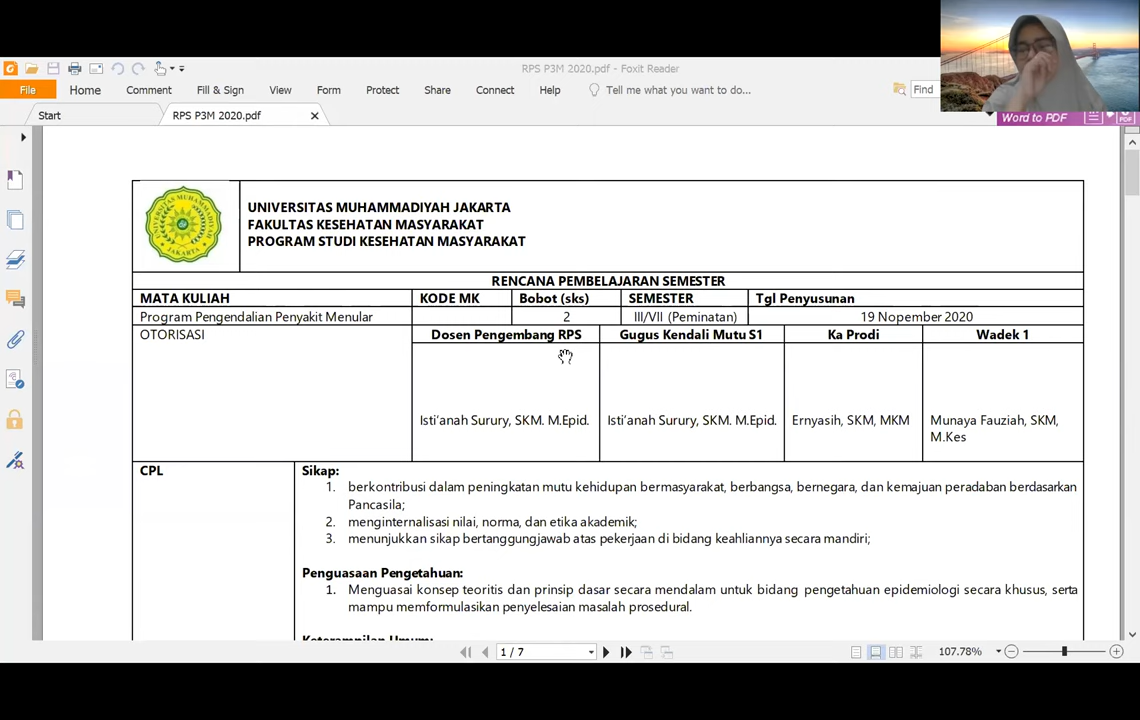 RPS P3M 2020.pdf - Foxit Reader
File Home Comment Fill & Sign View Form Protect Share Connect Help Tell me what you want to do... Find
Start RPS P3M 2020.pdf
Word to PDF
PDF
UNIVERSITAS MUHAMMADIYAH JAKARTA
FAKULTAS KESEHATAN MASYARAKAT
PROGRAM STUDI KESEHATAN MASYARAKAT
RENCANA PEMBELAJARAN SEMESTER
MATA KULIAH KODE MK Bobot (sks) SEMESTER Tgl Penyusunan
Program Pengendalian Penyakit Menular 2 III/VII (Peminatan) 19 Nopember 2020
OTORISASI Dosen Pengembang RPS Gugus Kendali Mutu S1 Ka Prodi Wadek 1
Isti'anah Surury, SKM. M.Epid. Isti'anah Surury, SKM. M.Epid. Ernyasih, SKM, MKM Munaya Fauziah, SKM,
M.Kes
CPL Sikap:
1. berkontribusi dalam peningkatan mutu kehidupan bermasyarakat, berbangsa, bernegara, dan kemajuan peradaban berdasarkan
Pancasila;
2. menginternalisasi nilai, norma, dan etika akademik;
3. menunjukkan sikap bertanggungjawab atas pekerjaan di bidang keahliannya secara mandiri;
Penguasaan Pengetahuan:
1. Menguasai konsep teoritis dan prinsip dasar secara mendalam untuk bidang pengetahuan epidemiologi secara khusus, serta
mampu memformulasikan penyelesaian masalah prosedural.
Keterampilan Umum:
1 / 7 107.78%